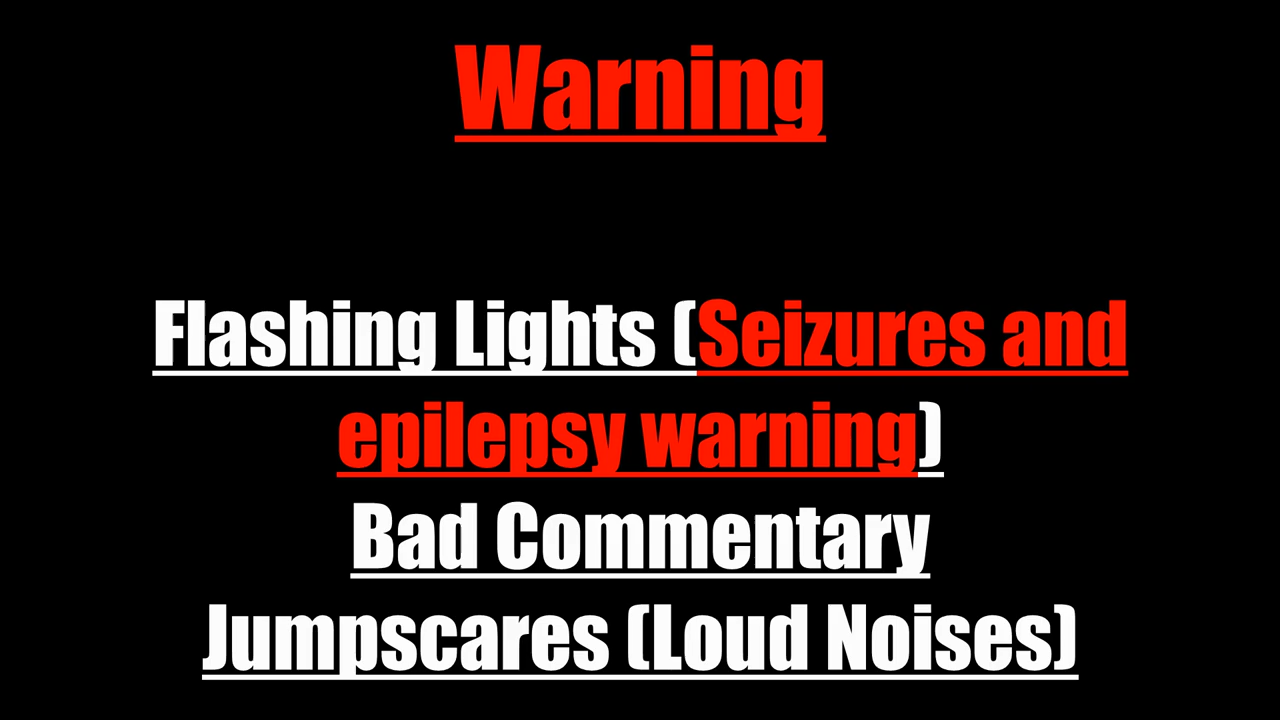 Warning
Flashing Lights (Seizures and
epilepsy warning)
Bad Commentary
Jumpscares (Loud Noises)